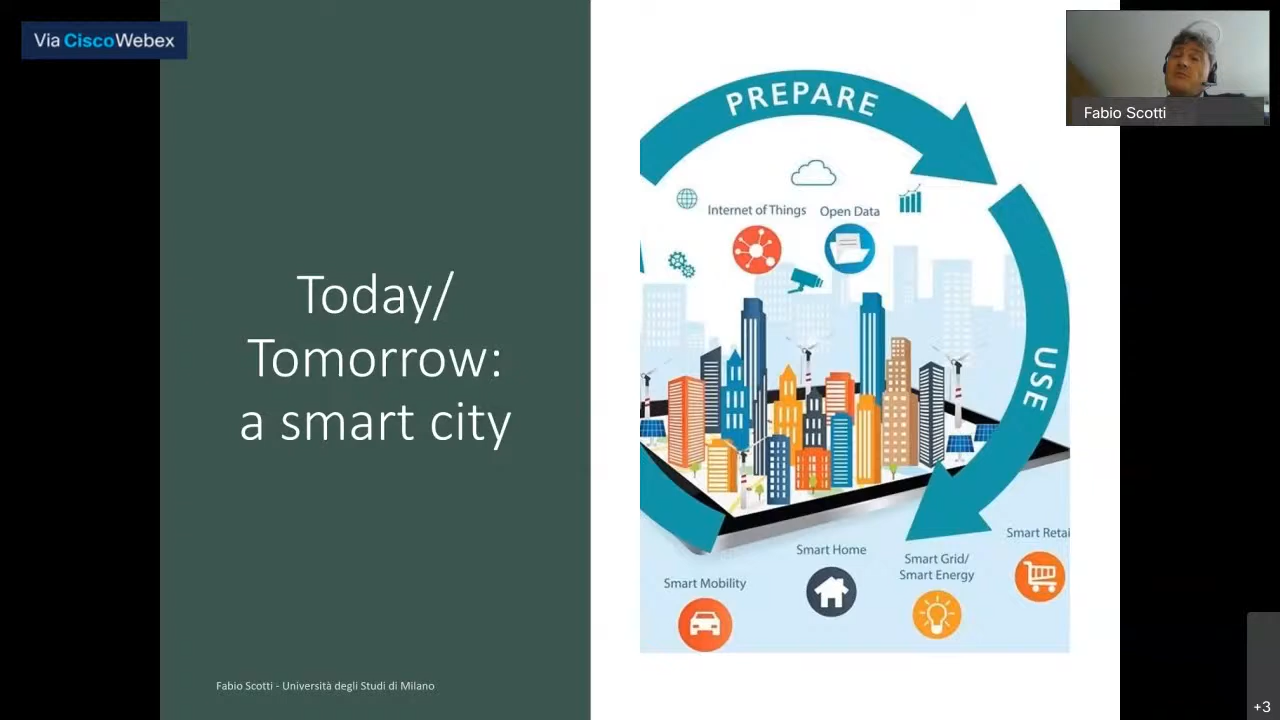 Via CiscoWebex
Today/
Tomorrow:
a smart city
Fabio Scotti - Università degli Studi di Milano
PREPARE
Internet of Things
Open Data
USE
Smart Home
Smart Mobility
Smart Grid/
Smart Energy
Smart Retai
Fabio Scotti
+3